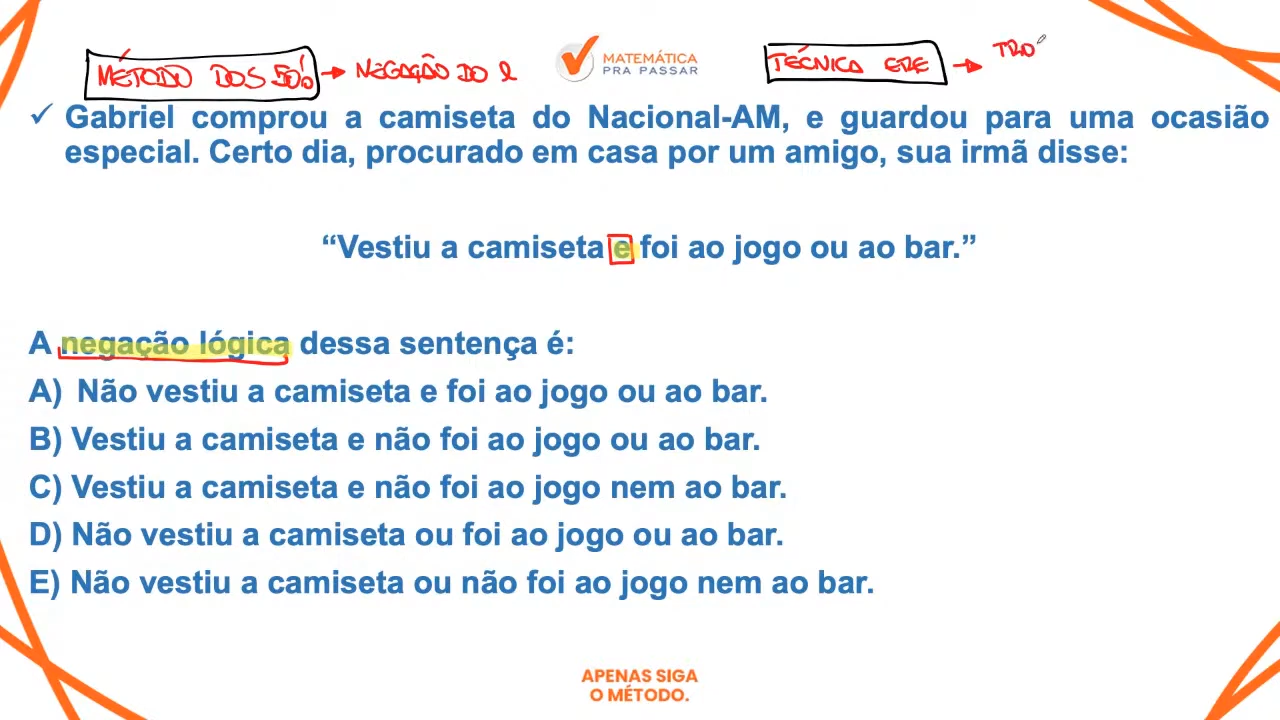 MÉTODO DOS 50% → NEGAÇÃO DO
MATEMÁTICA
PRA PASSAR
TÉCNICA → TRO
✓ Gabriel comprou a camiseta do Nacional-AM, e guardou para uma ocasião
especial. Certo dia, procurado em casa por um amigo, sua irmã disse:
“Vestiu a camiseta e foi ao jogo ou ao bar.”
A negação lógica dessa sentença é:
A) Não vestiu a camiseta e foi ao jogo ou ao bar.
B) Vestiu a camiseta e não foi ao jogo ou ao bar.
C) Vestiu a camiseta e não foi ao jogo nem ao bar.
D) Não vestiu a camiseta ou foi ao jogo ou ao bar.
E) Não vestiu a camiseta ou não foi ao jogo nem ao bar.
APENAS SIGA
O MÉTODO.